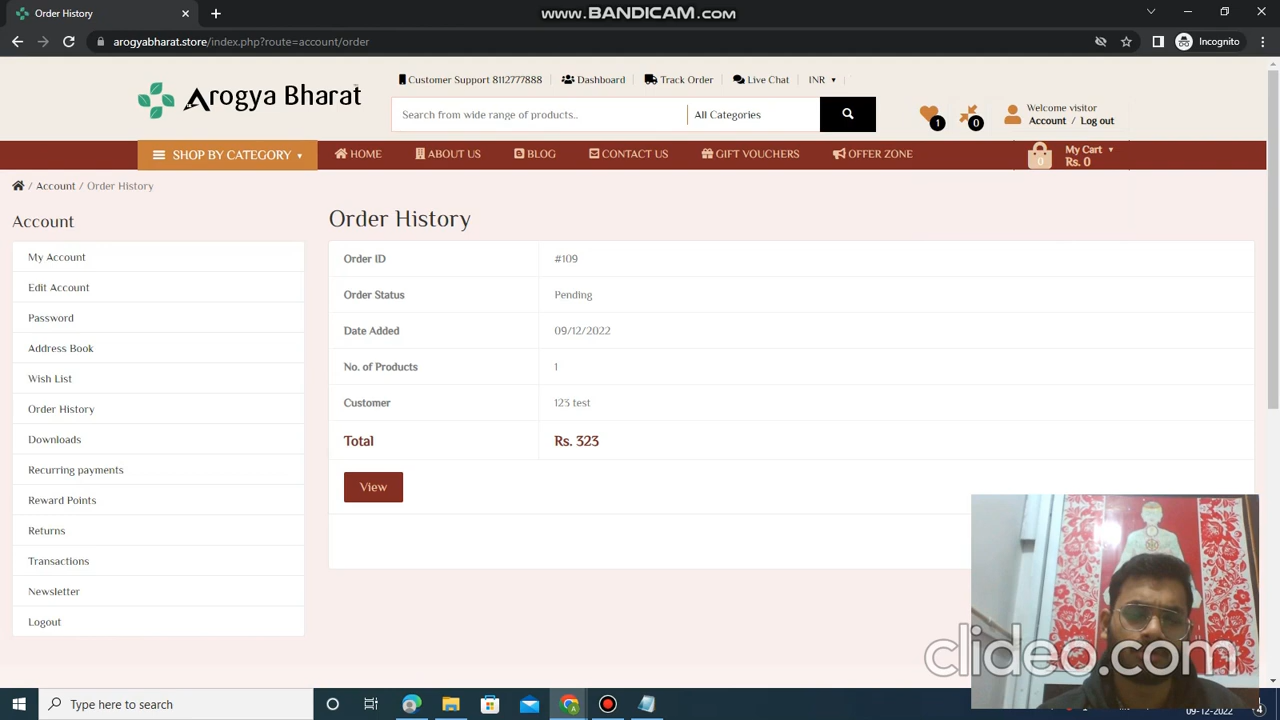 Order History
WWW.BANDICAM.COM
arogyabharat.store/index.php?route=account/order
Incognito
Arogya Bharat
Customer Support 8112777888
Dashboard
Track Order
Live Chat
INR
Search from wide range of products..
All Categories
1
0
Welcome visitor
Account / Log out
SHOP BY CATEGORY
HOME
ABOUT US
BLOG
CONTACT US
GIFT VOUCHERS
OFFER ZONE
0
My Cart
Rs. 0
/ Account / Order History
Account
My Account
Edit Account
Password
Address Book
Wish List
Order History
Downloads
Recurring payments
Reward Points
Returns
Transactions
Newsletter
Logout
Order History
Order ID #109
Order Status Pending
Date Added 09/12/2022
No. of Products 1
Customer 123 test
Total Rs. 323
View
clideo.com
Type here to search
09-12-2022
4